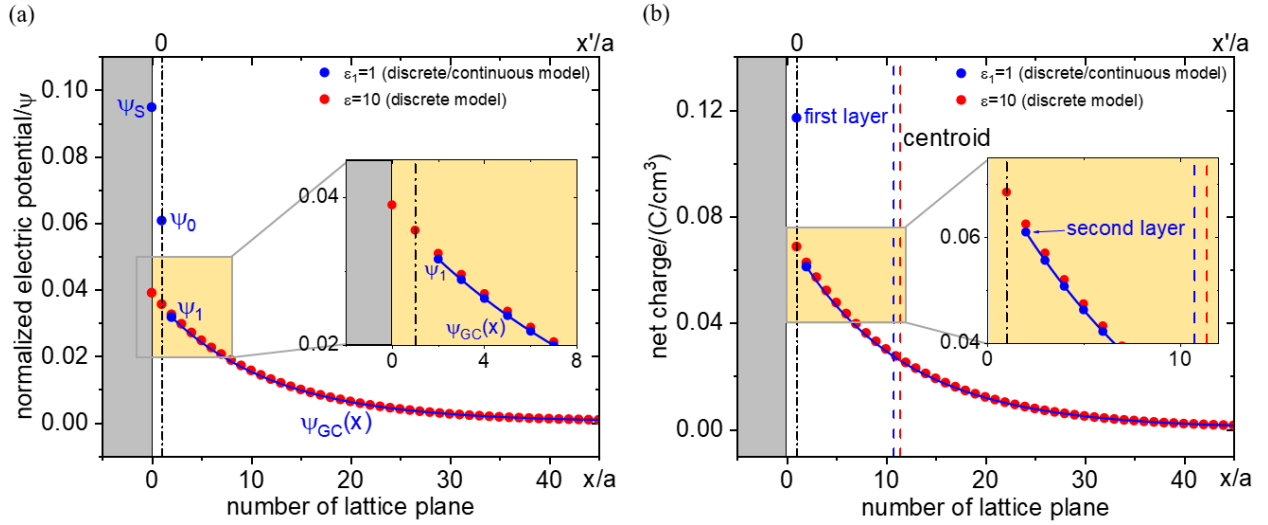 (a)
0
x'/a
normalized electric potential/ψ
0.10
0.08
0.06
0.04
0.02
0.00
ψS
ψ0
ψ1
ε1=1 (discrete/continuous model)
ε=10 (discrete model)
0.04
0.02
ψ1
ψGC(x)
0
4
8
ψGC(x)
0
10
20
30
40
x/a
number of lattice plane
(b)
0
x'/a
net charge/(C/cm³)
0.12
0.08
0.04
0.00
ε1=1 (discrete/continuous model)
ε=10 (discrete model)
first layer
centroid
0.06
0.04
second layer
0
10
0
10
20
30
40
x/a
number of lattice plane